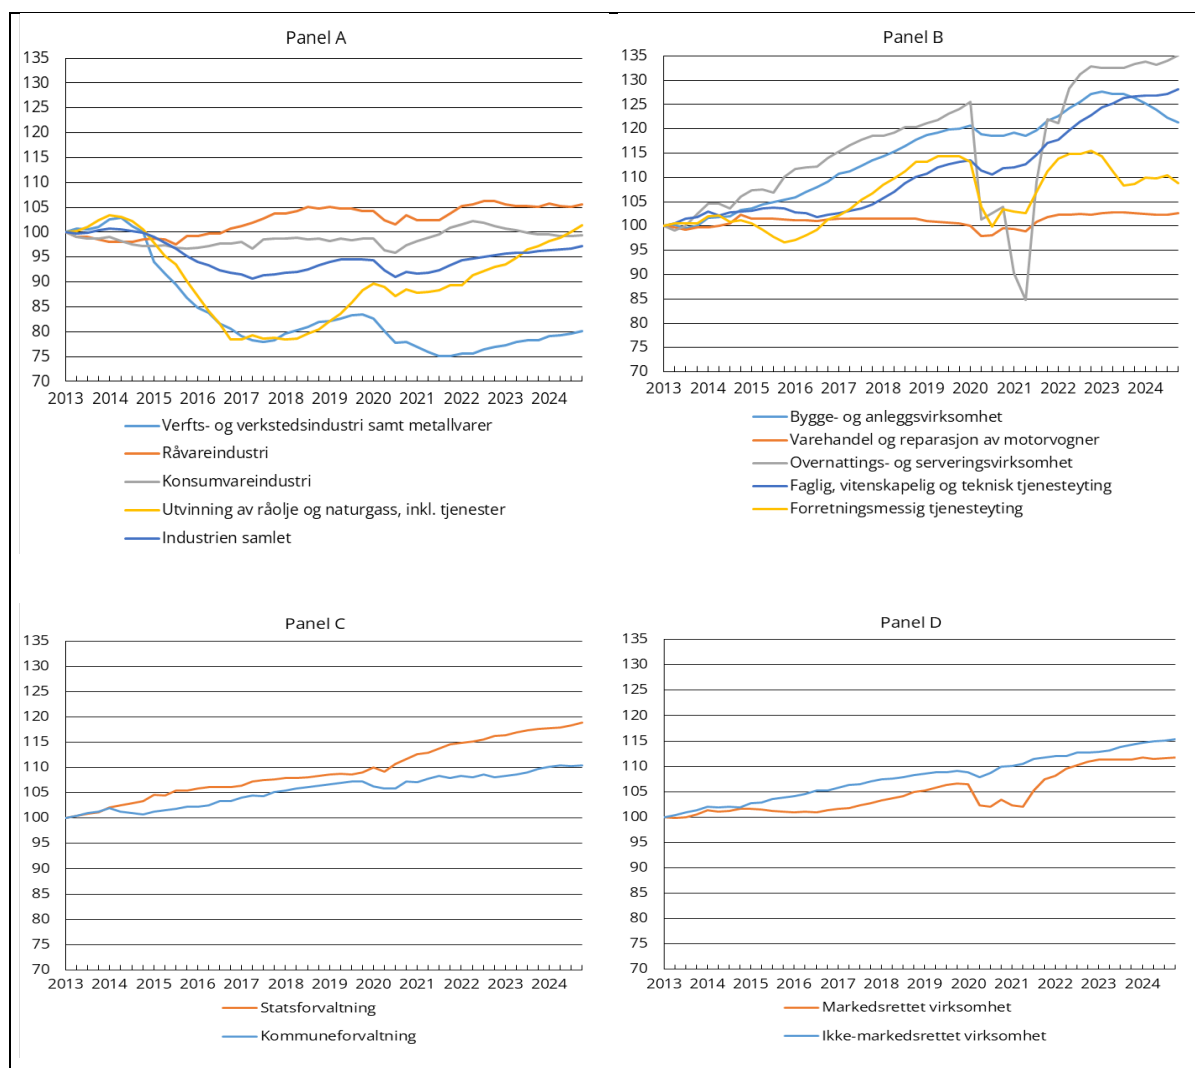 Panel A
135
130
125
120
115
110
105
100
95
90
85
80
75
70
2013 2014 2015 2016 2017 2018 2019 2020 2021 2022 2023 2024
Verfts- og verkstedsindustri samt metallvarer
Råvareindustri
Konsumvareindustri
Utvinning av råolje og naturgass, inkl. tjenester
Industrien samlet
Panel B
135
130
125
120
115
110
105
100
95
90
85
80
75
70
2013 2014 2015 2016 2017 2018 2019 2020 2021 2022 2023 2024
Bygge- og anleggsvirksomhet
Varehandel og reparasjon av motorvogner
Overnattings- og serveringsvirksomhet
Faglig, vitenskapelig og teknisk tjenesteyting
Forretningsmessig tjenesteyting
Panel C
135
130
125
120
115
110
105
100
95
90
85
80
75
70
2013 2014 2015 2016 2017 2018 2019 2020 2021 2022 2023 2024
Statsforvaltning
Kommuneforvaltning
Panel D
135
130
125
120
115
110
105
100
95
90
85
80
75
70
2013 2014 2015 2016 2017 2018 2019 2020 2021 2022 2023 2024
Markedsrettet virksomhet
Ikke-markedsrettet virksomhet